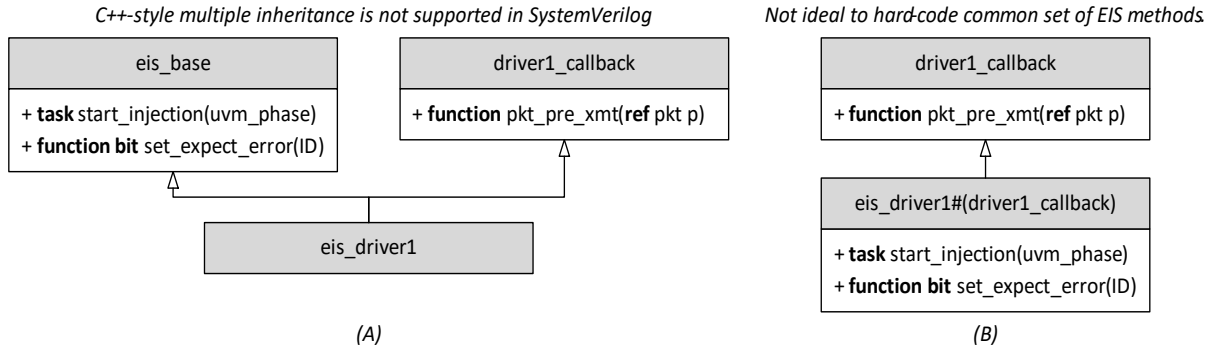 C++-style multiple inheritance is not supported in SystemVerilog
eis_base
+ task start_injection(uvm_phase)
+ function bit set_expect_error(ID)
driver1_callback
+ function pkt_pre_xmt(ref pkt p)
eis_driver1
(A)
Not ideal to hard-code common set of EIS methods.
driver1_callback
+ function pkt_pre_xmt(ref pkt p)
eis_driver1#(driver1_callback)
+ task start_injection(uvm_phase)
+ function bit set_expect_error(ID)
(B)